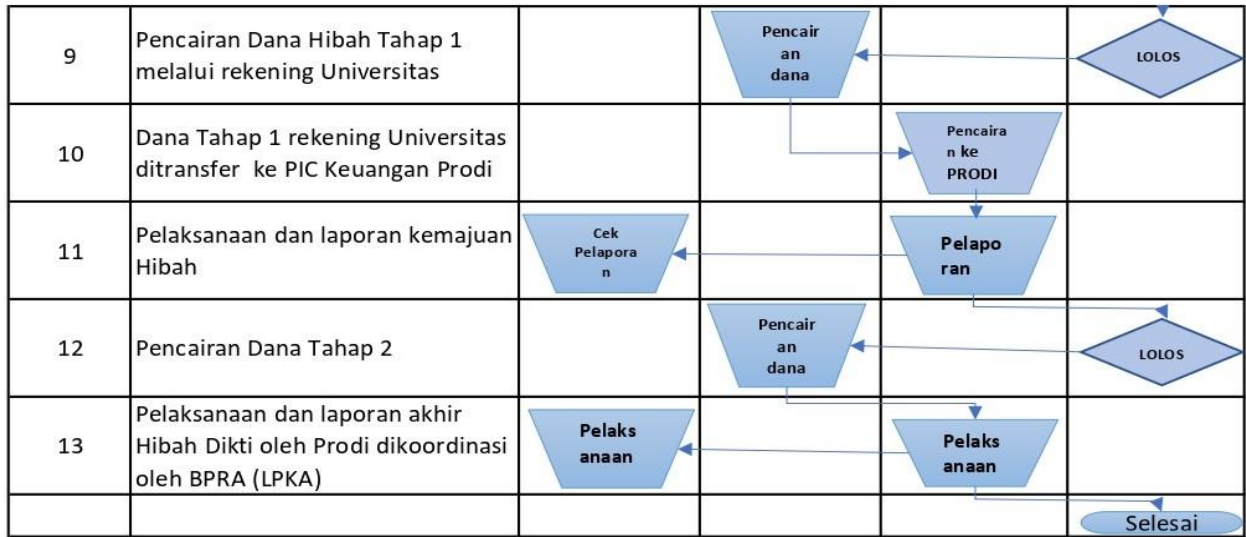 9
Pencairan Dana Hibah Tahap 1
melalui rekening Universitas
Pencair
an
dana
LOLOS
10
Dana Tahap 1 rekening Universitas
ditransfer ke PIC Keuangan Prodi
Pencaira
n ke
PRODI
11
Pelaksanaan dan laporan kemajuan
Hibah
Cek
Pelapora
n
Pelapo
ran
12
Pencairan Dana Tahap 2
Pencair
an
dana
LOLOS
13
Pelaksanaan dan laporan akhir
Hibah Dikti oleh Prodi dikoordinasi
oleh BPRA (LPKA)
Pelaks
anaan
Pelaks
anaan
Selesai